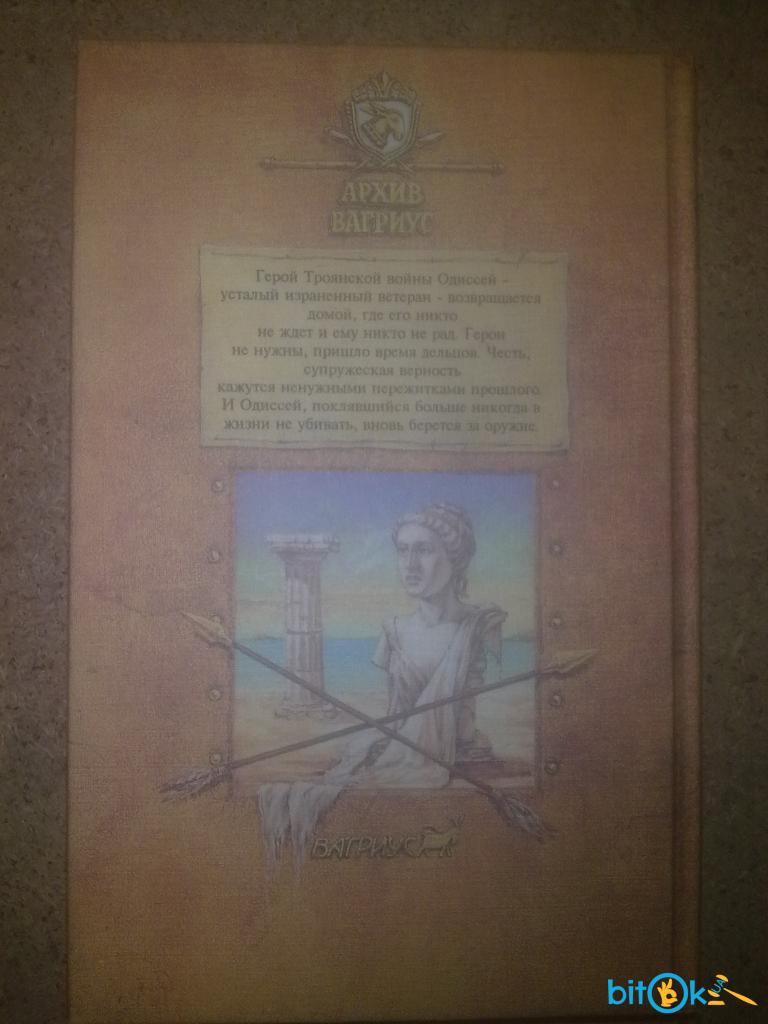 АРХИВ
ВАГРИУС
Герой Троянской войны Одиссей -
усталый израненный ветеран - возвращается
домой, где его никто
не ждет и ему никто не рад. Герои
не нужны, пришло время дельцов. Честь,
супружеская верность
кажутся ненужными пережитками прошлого.
И Одиссей, поклявшийся больше никогда в
жизни не убивать, вновь берется за оружие.
ВАГРИУС
bitOk UA